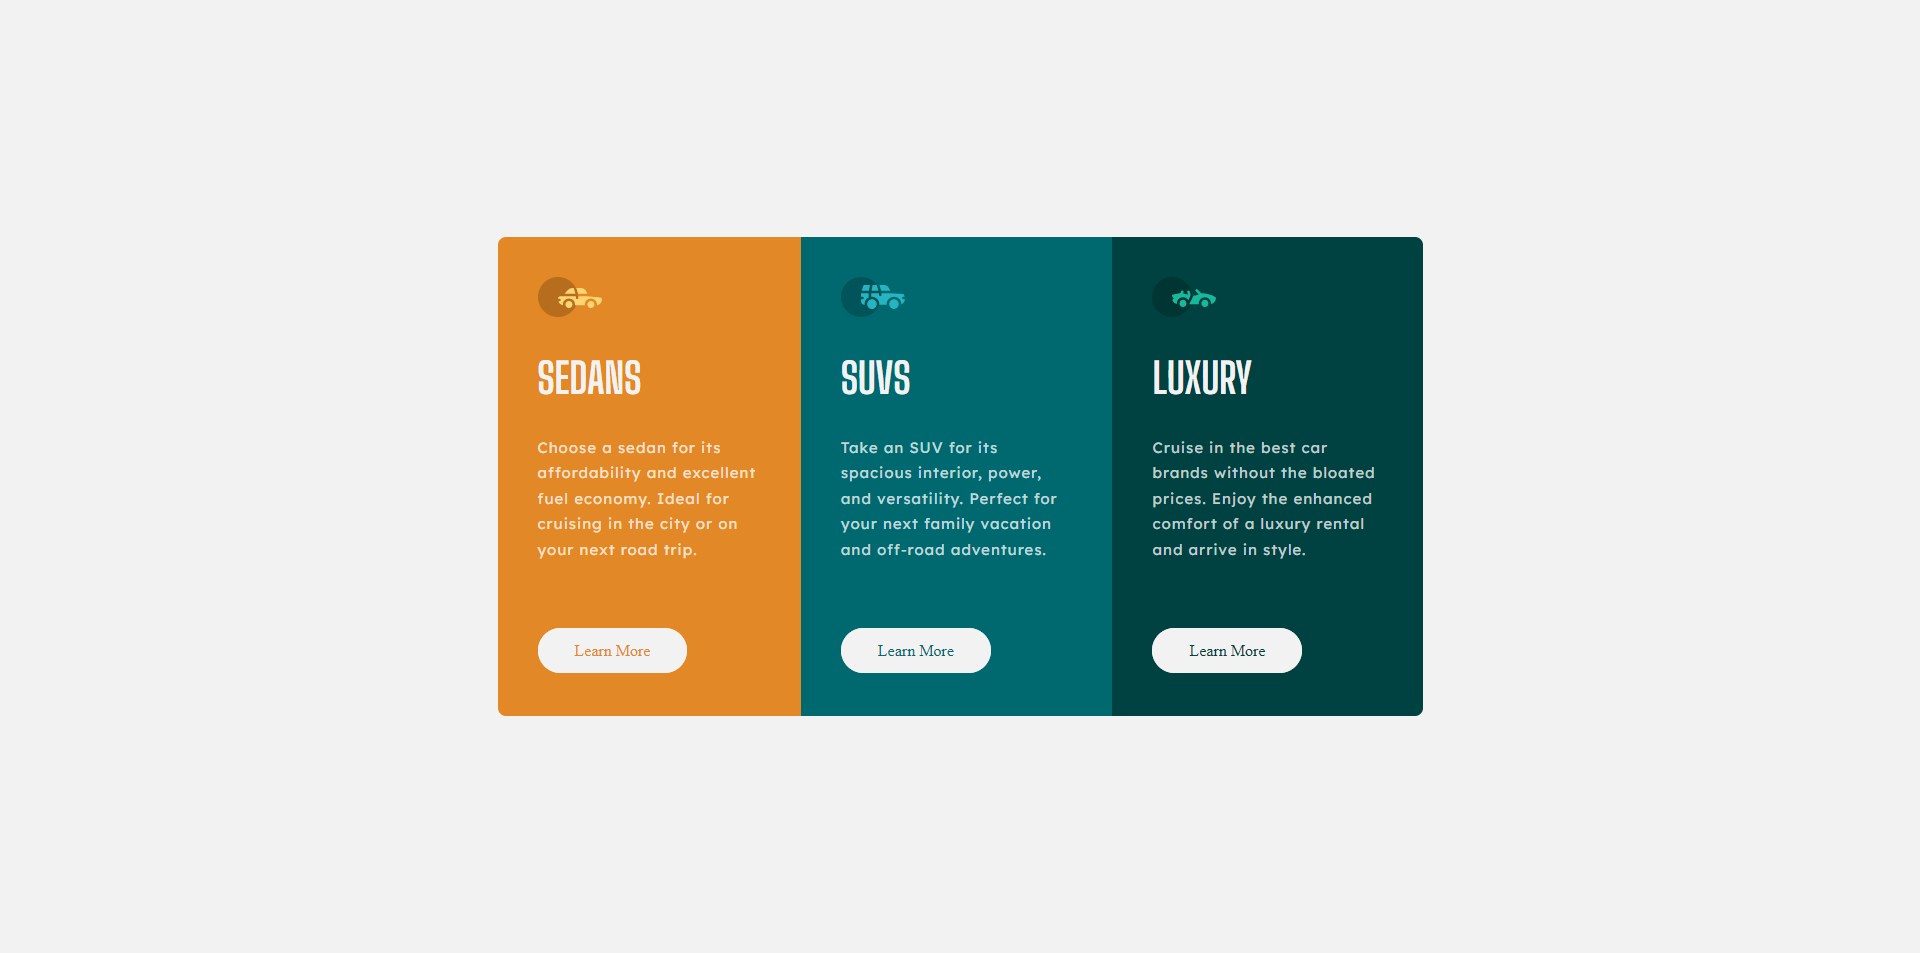 SEDANS
Choose a sedan for its
affordability and excellent
fuel economy. Ideal for
cruising in the city or on
your next road trip.
Learn More
SUVS
Take an SUV for its
spacious interior, power,
and versatility. Perfect for
your next family vacation
and off-road adventures.
Learn More
LUXURY
Cruise in the best car
brands without the bloated
prices. Enjoy the enhanced
comfort of a luxury rental
and arrive in style.
Learn More